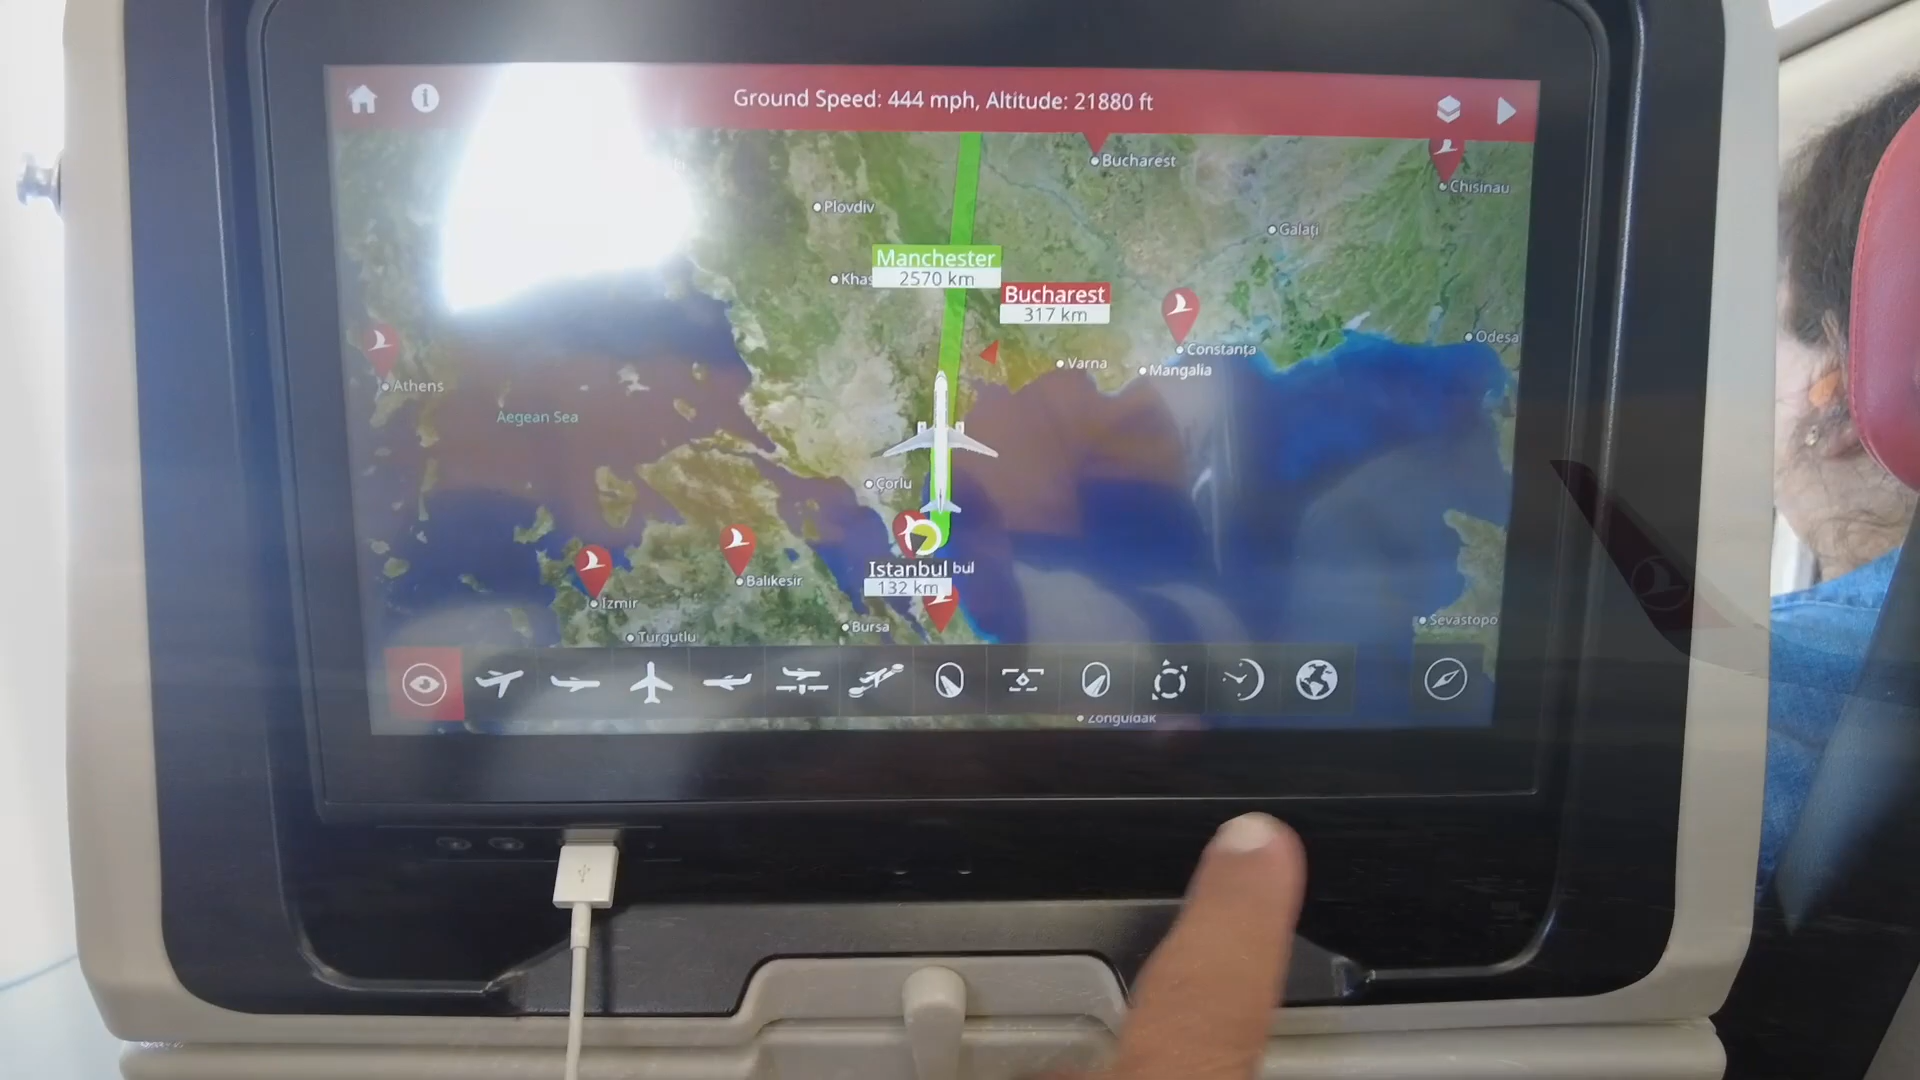 Ground Speed: 444 mph, Altitude: 21880 ft
Bucharest
Chisinau
Plovdiv
Galați
Manchester
2570 km
Bucharest
317 km
Odesa
Constanța
Varna
Mangalia
Athens
Aegean Sea
Çorlu
Istanbul
bul
132 km
Balıkesir
İzmir
Bursa
Turgutlu
Sevastopo
Zonguldak